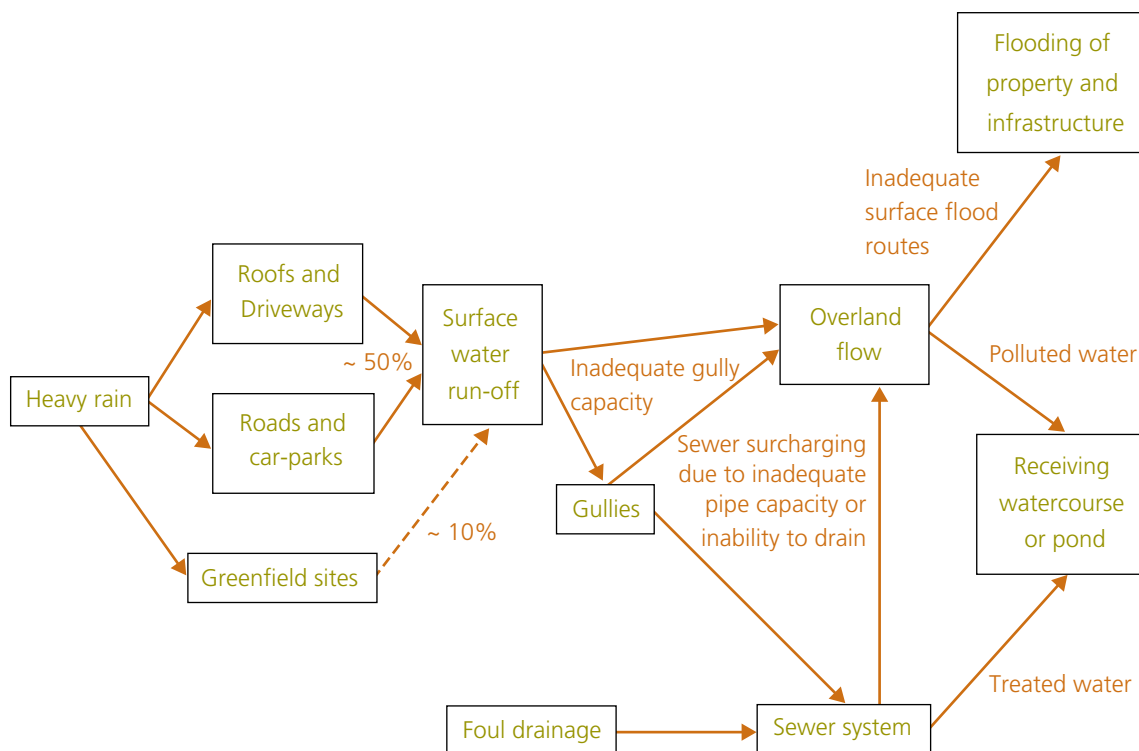 Flooding of
property and
infrastructure
Inadequate
surface flood
routes
Roofs and
Driveways
Surface
water
run-off
Overland
flow
~ 50%
Inadequate gully
capacity
Polluted water
Heavy rain
Roads and
car-parks
Sewer surcharging
due to inadequate
pipe capacity or
inability to drain
Receiving
watercourse
or pond
Gullies
~ 10%
Greenfield sites
Treated water
Foul drainage
Sewer system